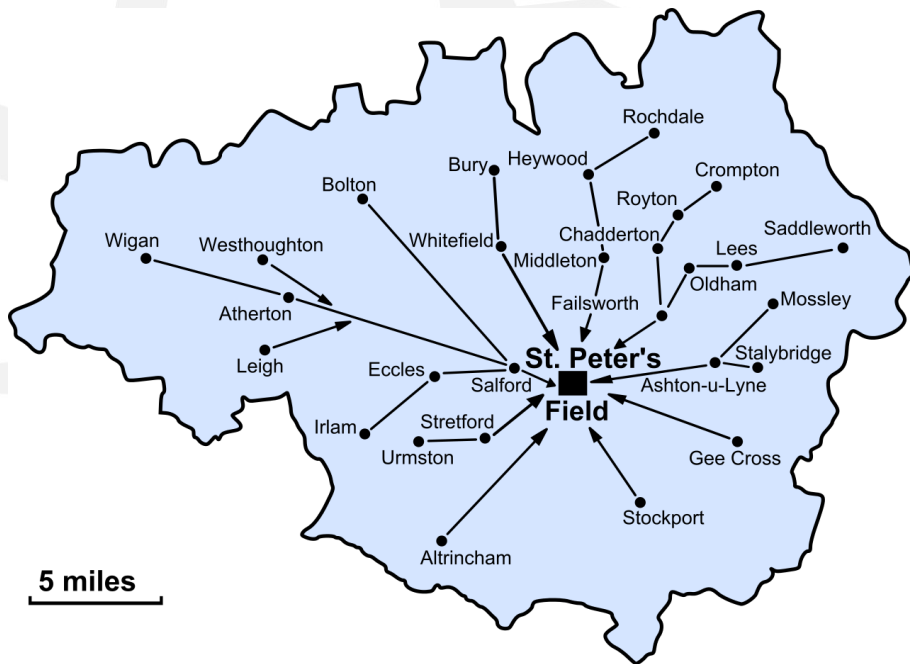 Rochdale
Bury
Heywood
Crompton
Bolton
Royton
Wigan
Westhoughton
Whitefield
Chadderton
Saddleworth
Middleton
Lees
Oldham
Atherton
Failsworth
Mossley
Leigh
Eccles
St. Peter's
Stalybridge
Salford
Ashton-u-Lyne
Field
Irlam
Stretford
Urmston
Gee Cross
Stockport
Altrincham
5 miles